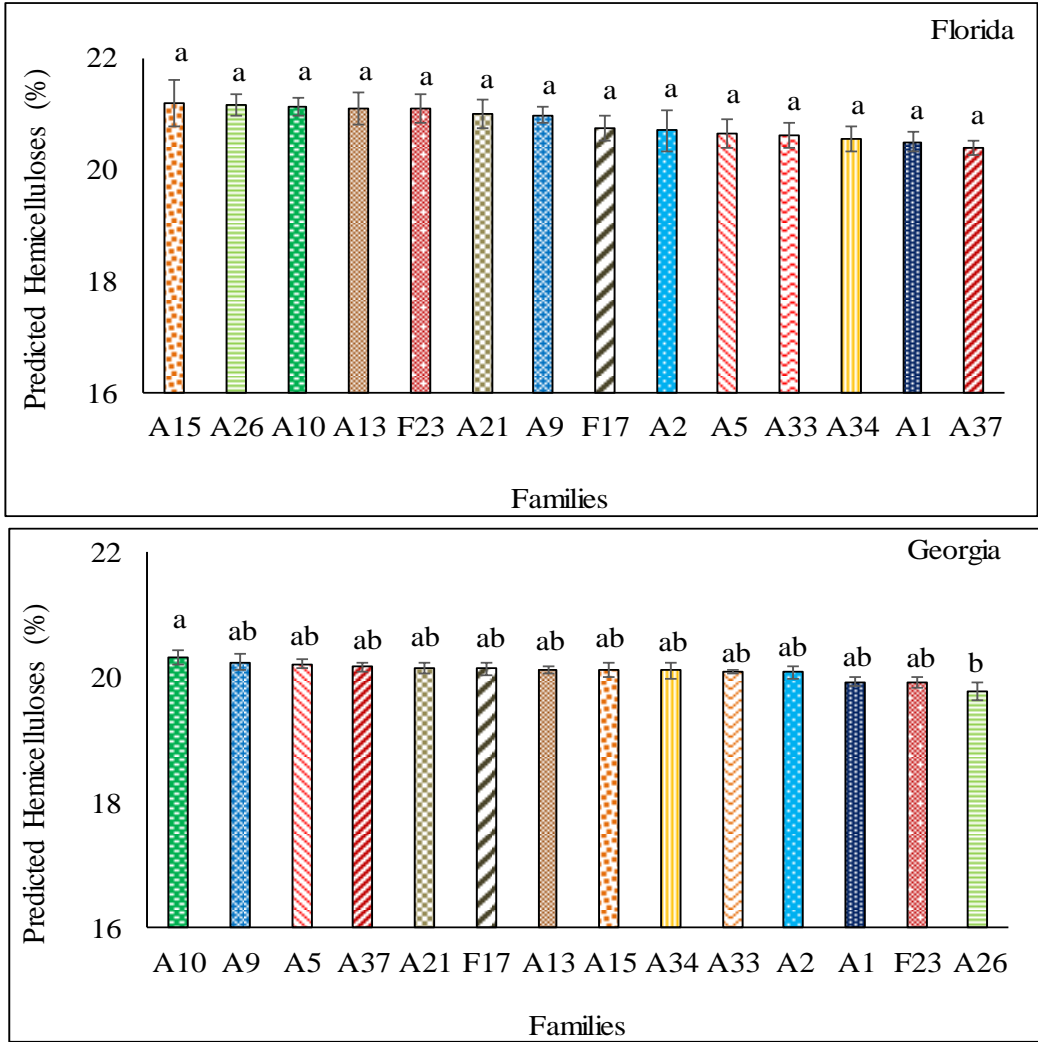 Florida
Predicted Hemicelluloses (%)
22
20
18
16
a a a a a a a a a a a a a a
A15 A26 A10 A13 F23 A21 A9 F17 A2 A5 A33 A34 A1 A37
Families
Georgia
Predicted Hemicelluloses (%)
22
20
18
16
a ab ab ab ab ab ab ab ab ab ab ab ab b
A10 A9 A5 A37 A21 F17 A13 A15 A34 A33 A2 A1 F23 A26
Families